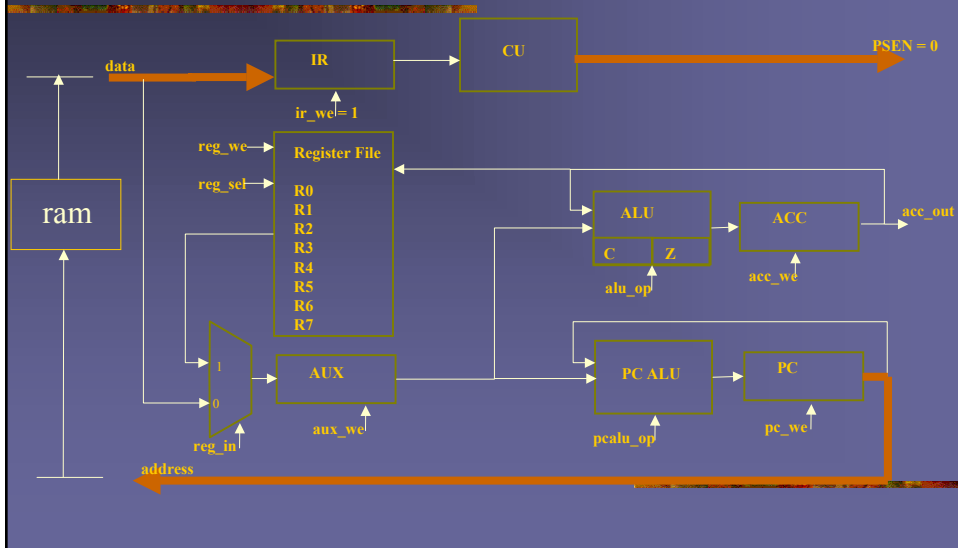 data
IR
CU
PSEN = 0
ir_we = 1
reg_we
Register File
reg_sel
R0
R1
R2
R3
R4
R5
R6
R7
ram
ALU
C Z
alu_op
ACC
acc_out
acc_we
1
0
reg_in
AUX
aux_we
PC ALU
pcalu_op
PC
pc_we
address